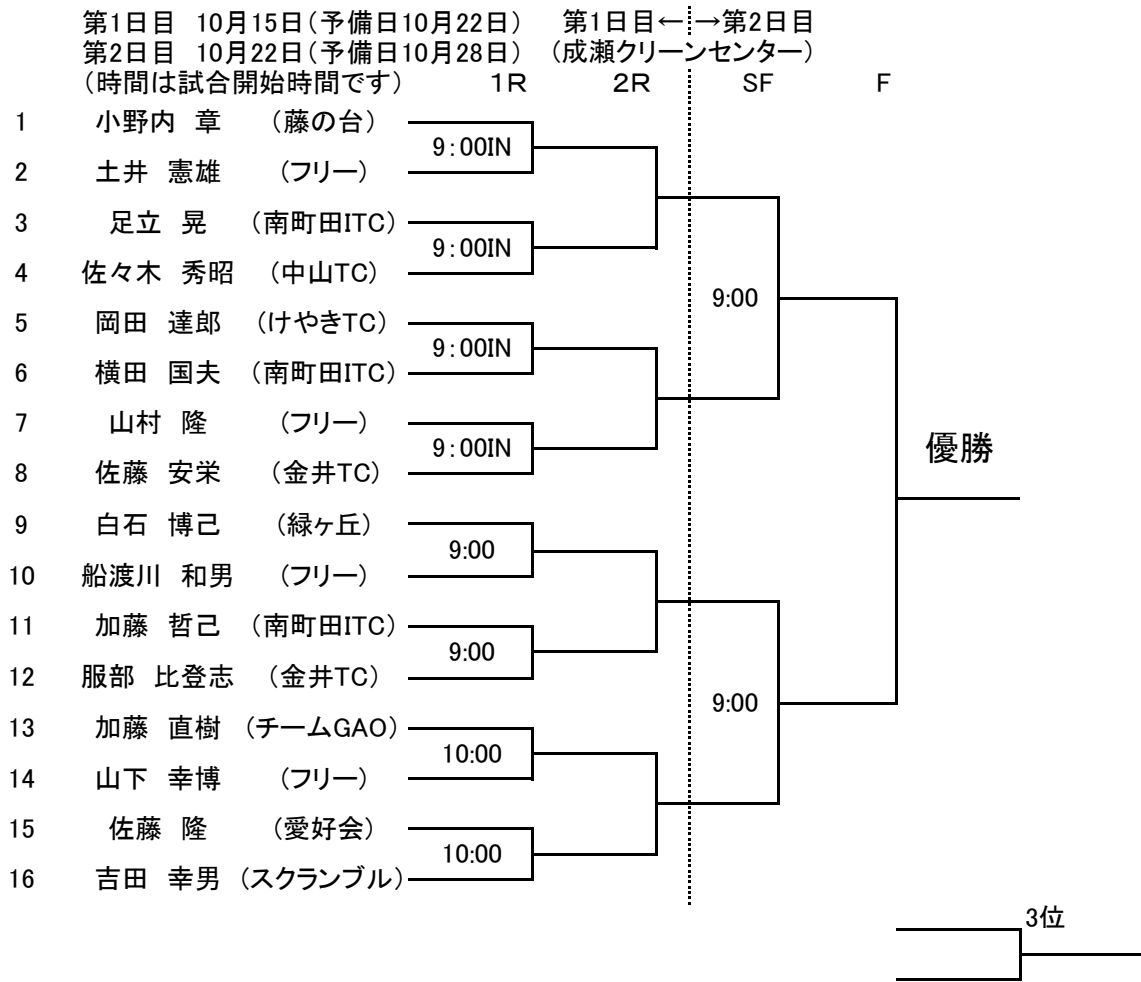 第1日目 10月15日(予備日10月22日) 第1日目←→第2日目
第2日目 10月22日(予備日10月28日) (成瀬クリーンセンター)
(時間は試合開始時間です) 1R 2R SF F
1 小野内 章 (藤の台)
9:00IN
2 土井 憲雄 (フリー)
3 足立 晃 (南町田ITC)
9:00IN
4 佐々木 秀昭 (中山TC)
9:00
5 岡田 達郎 (けやきTC)
9:00IN
6 横田 国夫 (南町田ITC)
7 山村 隆 (フリー)
9:00IN
優勝
8 佐藤 安栄 (金井TC)
9 白石 博己 (緑ヶ丘)
9:00
10 船渡川 和男 (フリー)
11 加藤 哲己 (南町田ITC)
9:00
12 服部 比登志 (金井TC)
9:00
13 加藤 直樹 (チームGAO)
10:00
14 山下 幸博 (フリー)
15 佐藤 隆 (愛好会)
10:00
16 吉田 幸男 (スクランブル)
3位